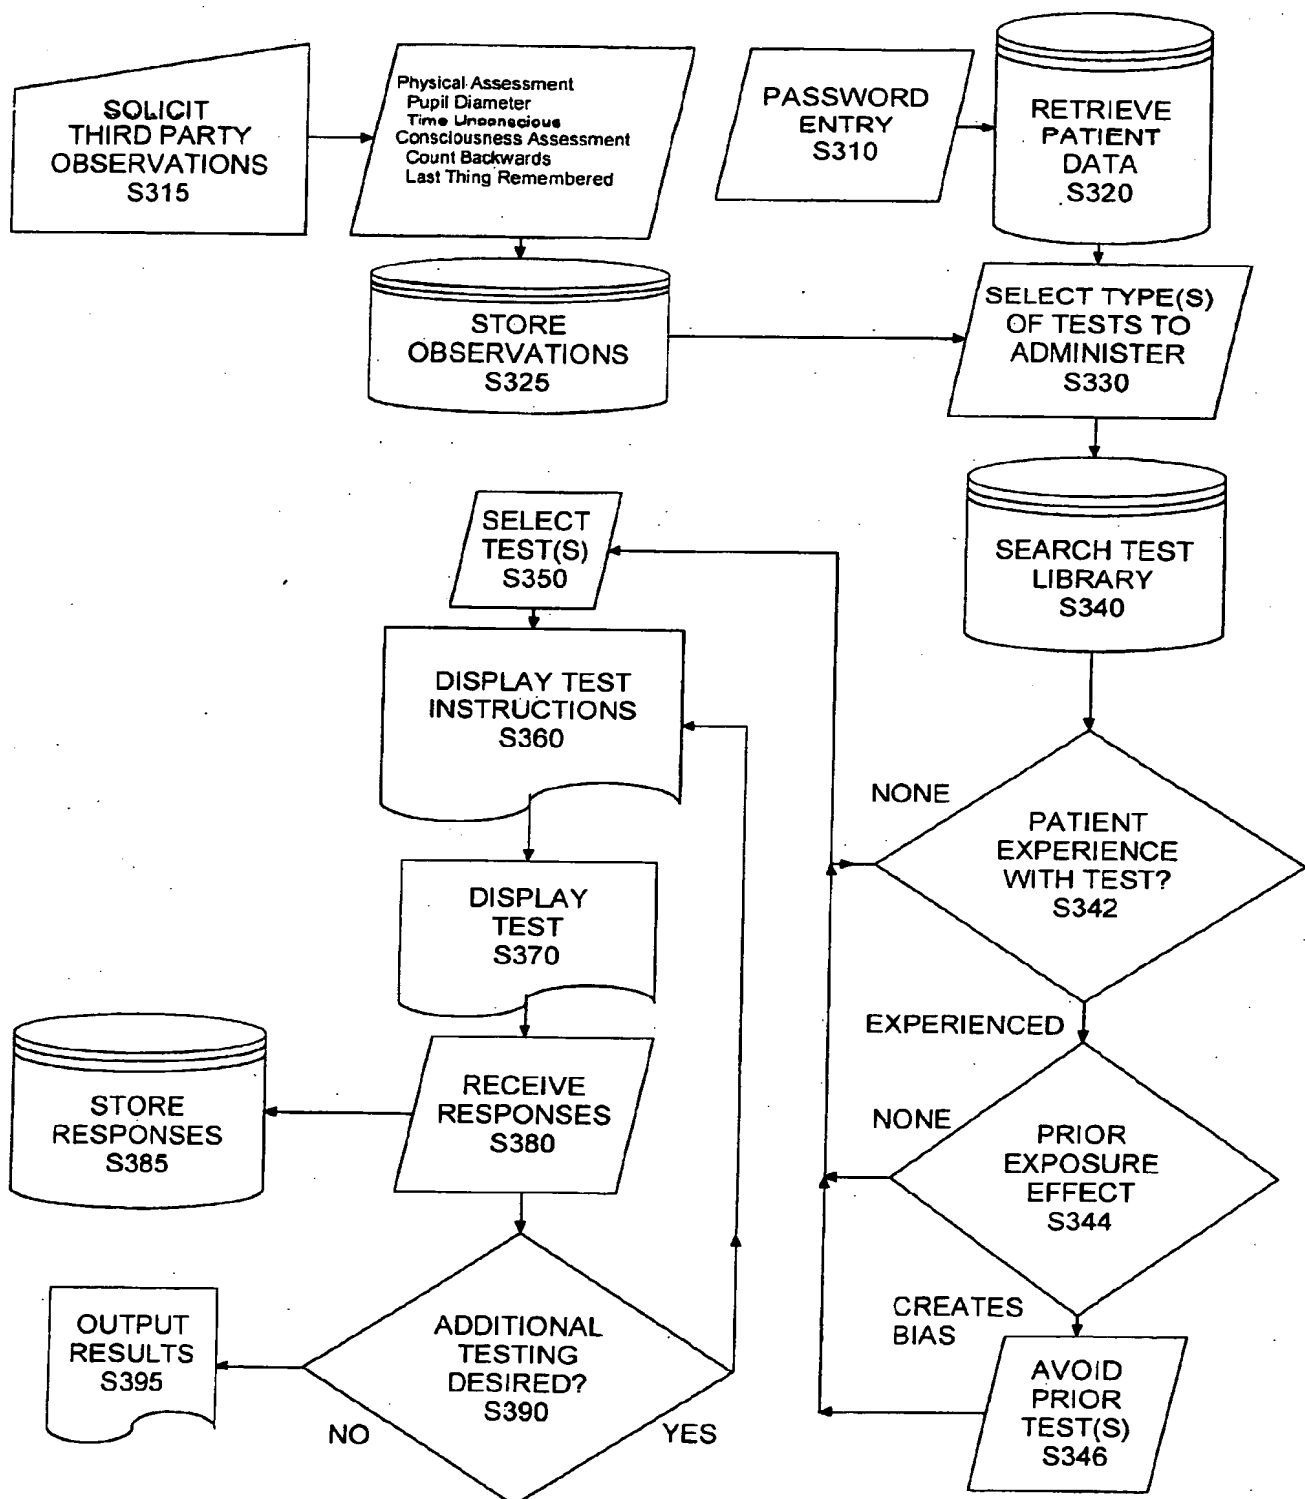 SOLICIT
THIRD PARTY
OBSERVATIONS
S315
Physical Assessment
Pupil Diameter
Time Unconscious
Consciousness Assessment
Count Backwards
Last Thing Remembered
PASSWORD
ENTRY
S310
RETRIEVE
PATIENT
DATA
S320
STORE
OBSERVATIONS
S325
SELECT TYPE(S)
OF TESTS TO
ADMINISTER
S330
SEARCH TEST
LIBRARY
S340
SELECT
TEST(S)
S350
DISPLAY TEST
INSTRUCTIONS
S360
NONE
PATIENT
EXPERIENCE
WITH TEST?
S342
DISPLAY
TEST
S370
EXPERIENCED
STORE
RESPONSES
S385
RECEIVE
RESPONSES
S380
NONE
PRIOR
EXPOSURE
EFFECT
S344
CREATES
BIAS
OUTPUT
RESULTS
S395
ADDITIONAL
TESTING
DESIRED?
S390
NO
YES
AVOID
PRIOR
TEST(S)
S346